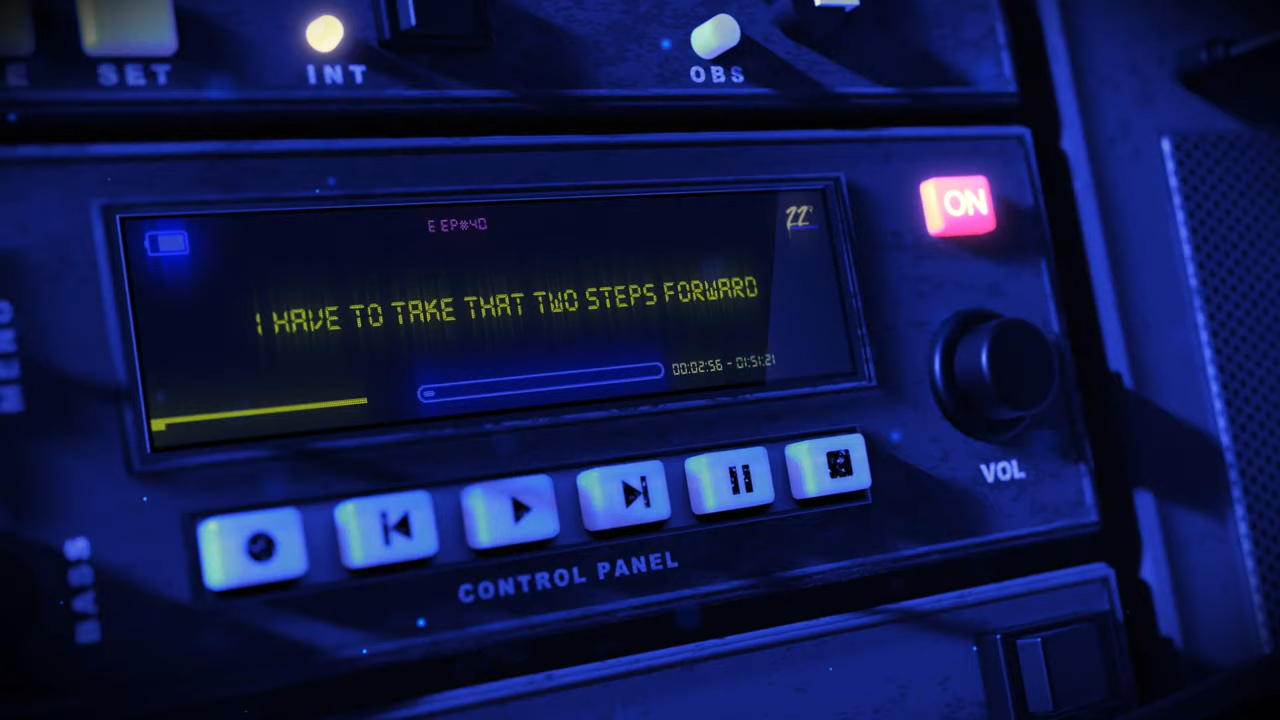 E
SET
INT
OBS
E EP#40
22
ON
I HAVE TO TAKE THAT TWO STEPS FORWARD
00:02:56 - 01:51:21
VOL
CONTROL PANEL